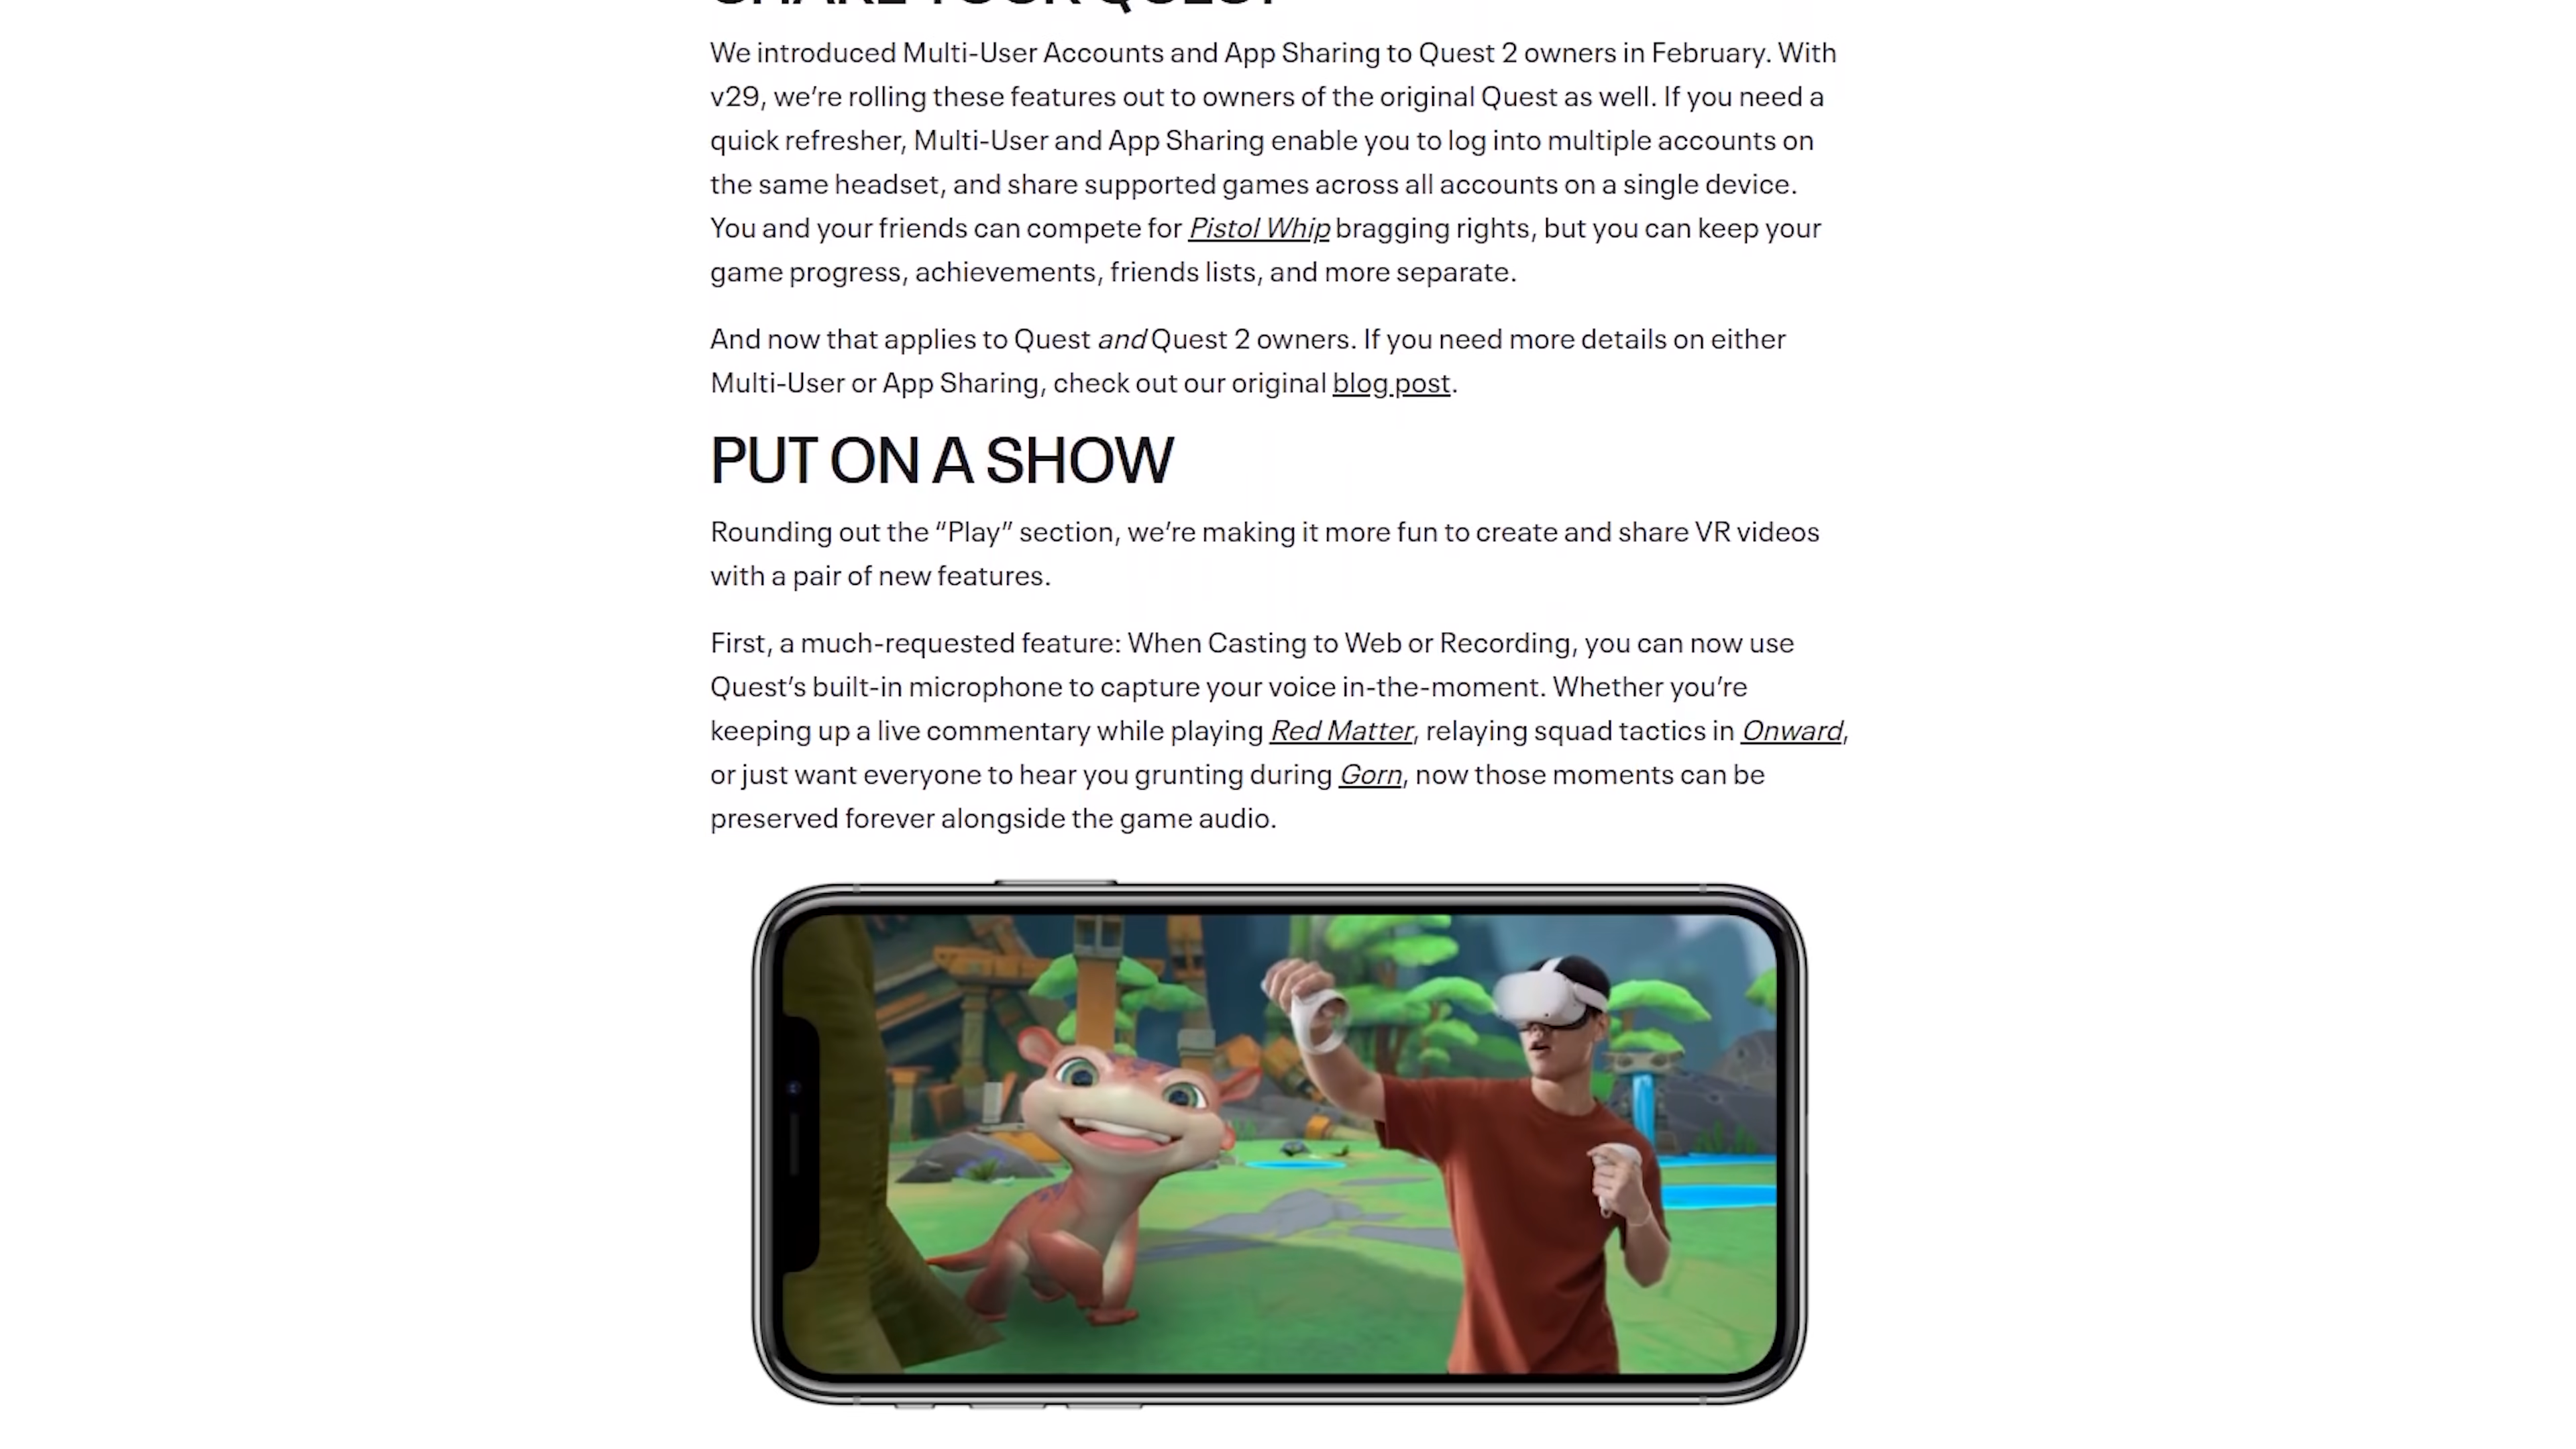 SHARE YOUR QUEST
We introduced Multi-User Accounts and App Sharing to Quest 2 owners in February. With
v29, we’re rolling these features out to owners of the original Quest as well. If you need a
quick refresher, Multi-User and App Sharing enable you to log into multiple accounts on
the same headset, and share supported games across all accounts on a single device.
You and your friends can compete for Pistol Whip bragging rights, but you can keep your
game progress, achievements, friends lists, and more separate.
And now that applies to Quest and Quest 2 owners. If you need more details on either
Multi-User or App Sharing, check out our original blog post.
PUT ON A SHOW
Rounding out the “Play” section, we’re making it more fun to create and share VR videos
with a pair of new features.
First, a much-requested feature: When Casting to Web or Recording, you can now use
Quest’s built-in microphone to capture your voice in-the-moment. Whether you’re
keeping up a live commentary while playing Red Matter, relaying squad tactics in Onward,
or just want everyone to hear you grunting during Gorn, now those moments can be
preserved forever alongside the game audio.